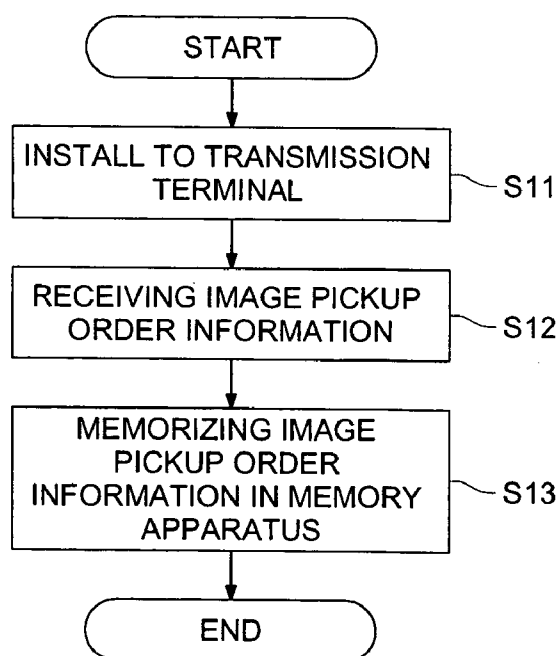 START
INSTALL TO TRANSMISSION
TERMINAL
S11
RECEIVING IMAGE PICKUP
ORDER INFORMATION
S12
MEMORIZING IMAGE
PICKUP ORDER
INFORMATION IN MEMORY
APPARATUS
S13
END